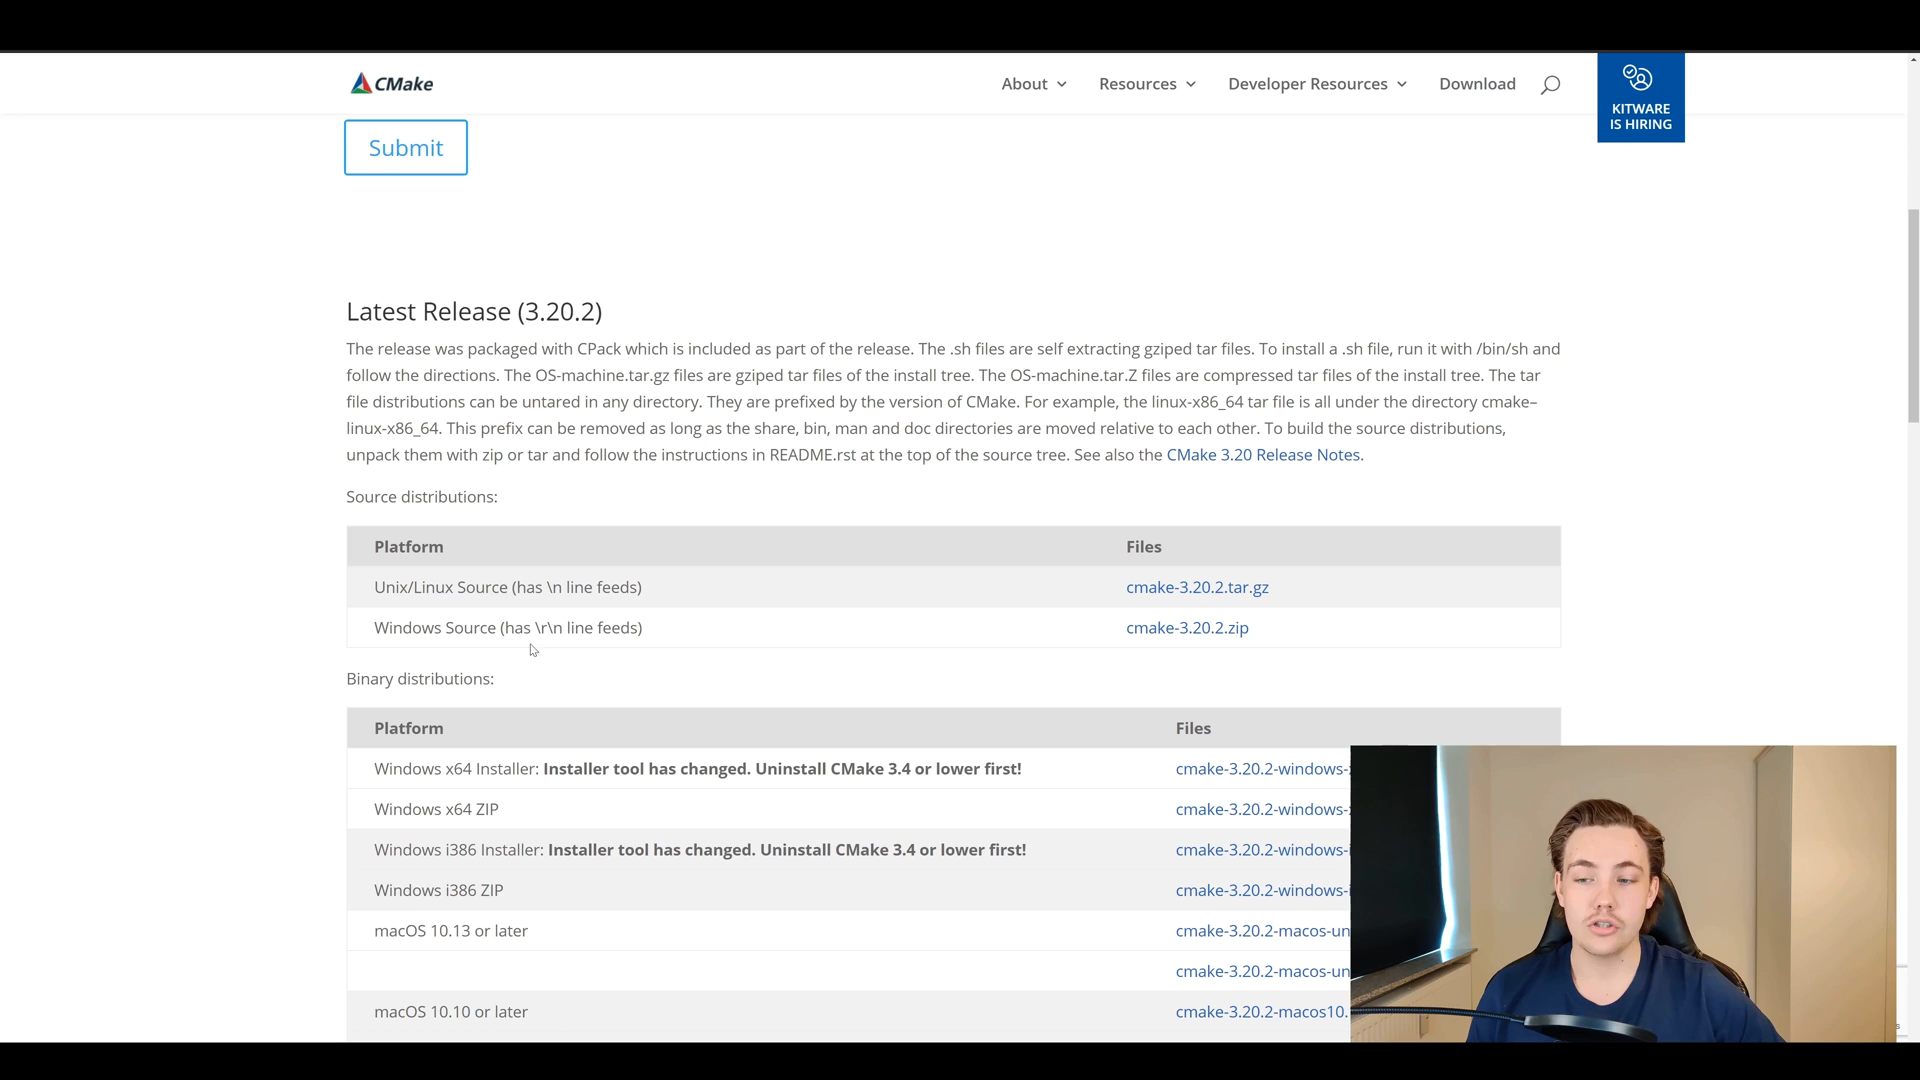 CMake
About
Resources
Developer Resources
Download
KITWARE
IS HIRING
Submit
Latest Release (3.20.2)
The release was packaged with CPack which is included as part of the release. The .sh files are self extracting gziped tar files. To install a .sh file, run it with /bin/sh and
follow the directions. The OS-machine.tar.gz files are gziped tar files of the install tree. The OS-machine.tar.Z files are compressed tar files of the install tree. The tar
file distributions can be untared in any directory. They are prefixed by the version of CMake. For example, the linux-x86_64 tar file is all under the directory cmake–
linux-x86_64. This prefix can be removed as long as the share, bin, man and doc directories are moved relative to each other. To build the source distributions,
unpack them with zip or tar and follow the instructions in README.rst at the top of the source tree. See also the CMake 3.20 Release Notes.
Source distributions:
Platform Files
Unix/Linux Source (has \n line feeds) cmake-3.20.2.tar.gz
Windows Source (has \r\n line feeds) cmake-3.20.2.zip
Binary distributions:
Platform Files
Windows x64 Installer: Installer tool has changed. Uninstall CMake 3.4 or lower first! cmake-3.20.2-windows-
Windows x64 ZIP cmake-3.20.2-windows-
Windows i386 Installer: Installer tool has changed. Uninstall CMake 3.4 or lower first! cmake-3.20.2-windows-i
Windows i386 ZIP cmake-3.20.2-windows-i
macOS 10.13 or later cmake-3.20.2-macos-un
cmake-3.20.2-macos-un
macOS 10.10 or later cmake-3.20.2-macos10.